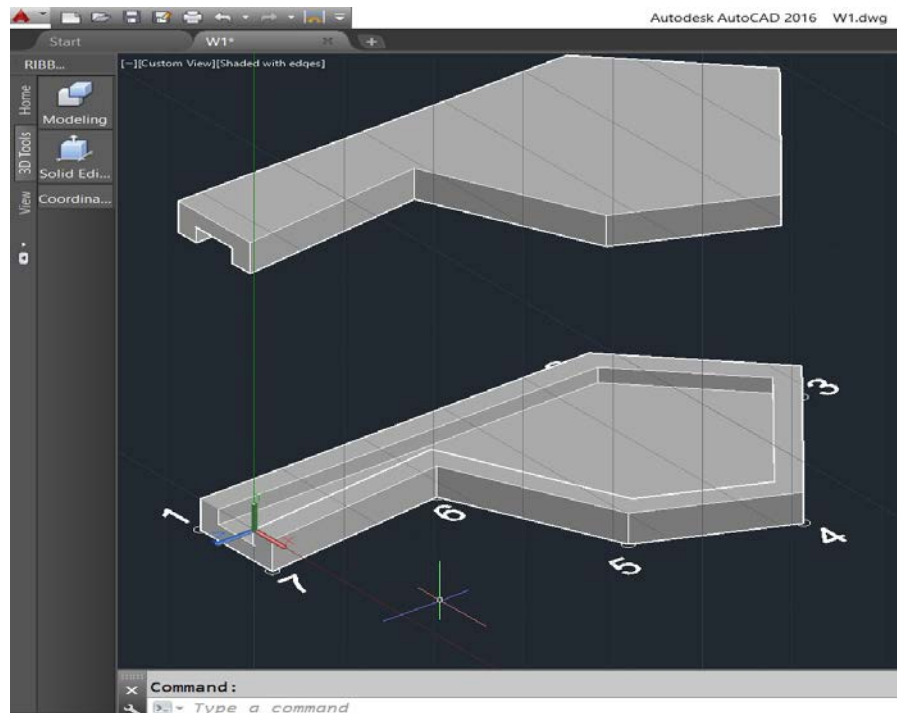 Autodesk AutoCAD 2016 W1.dwg
Start W1* +
RIBB...
[−][Custom View][Shaded with edges]
Home
Modeling
3D Tools
Solid Edi...
View
Coordina...
3
1
6
4
5
7
Command:
Type a command